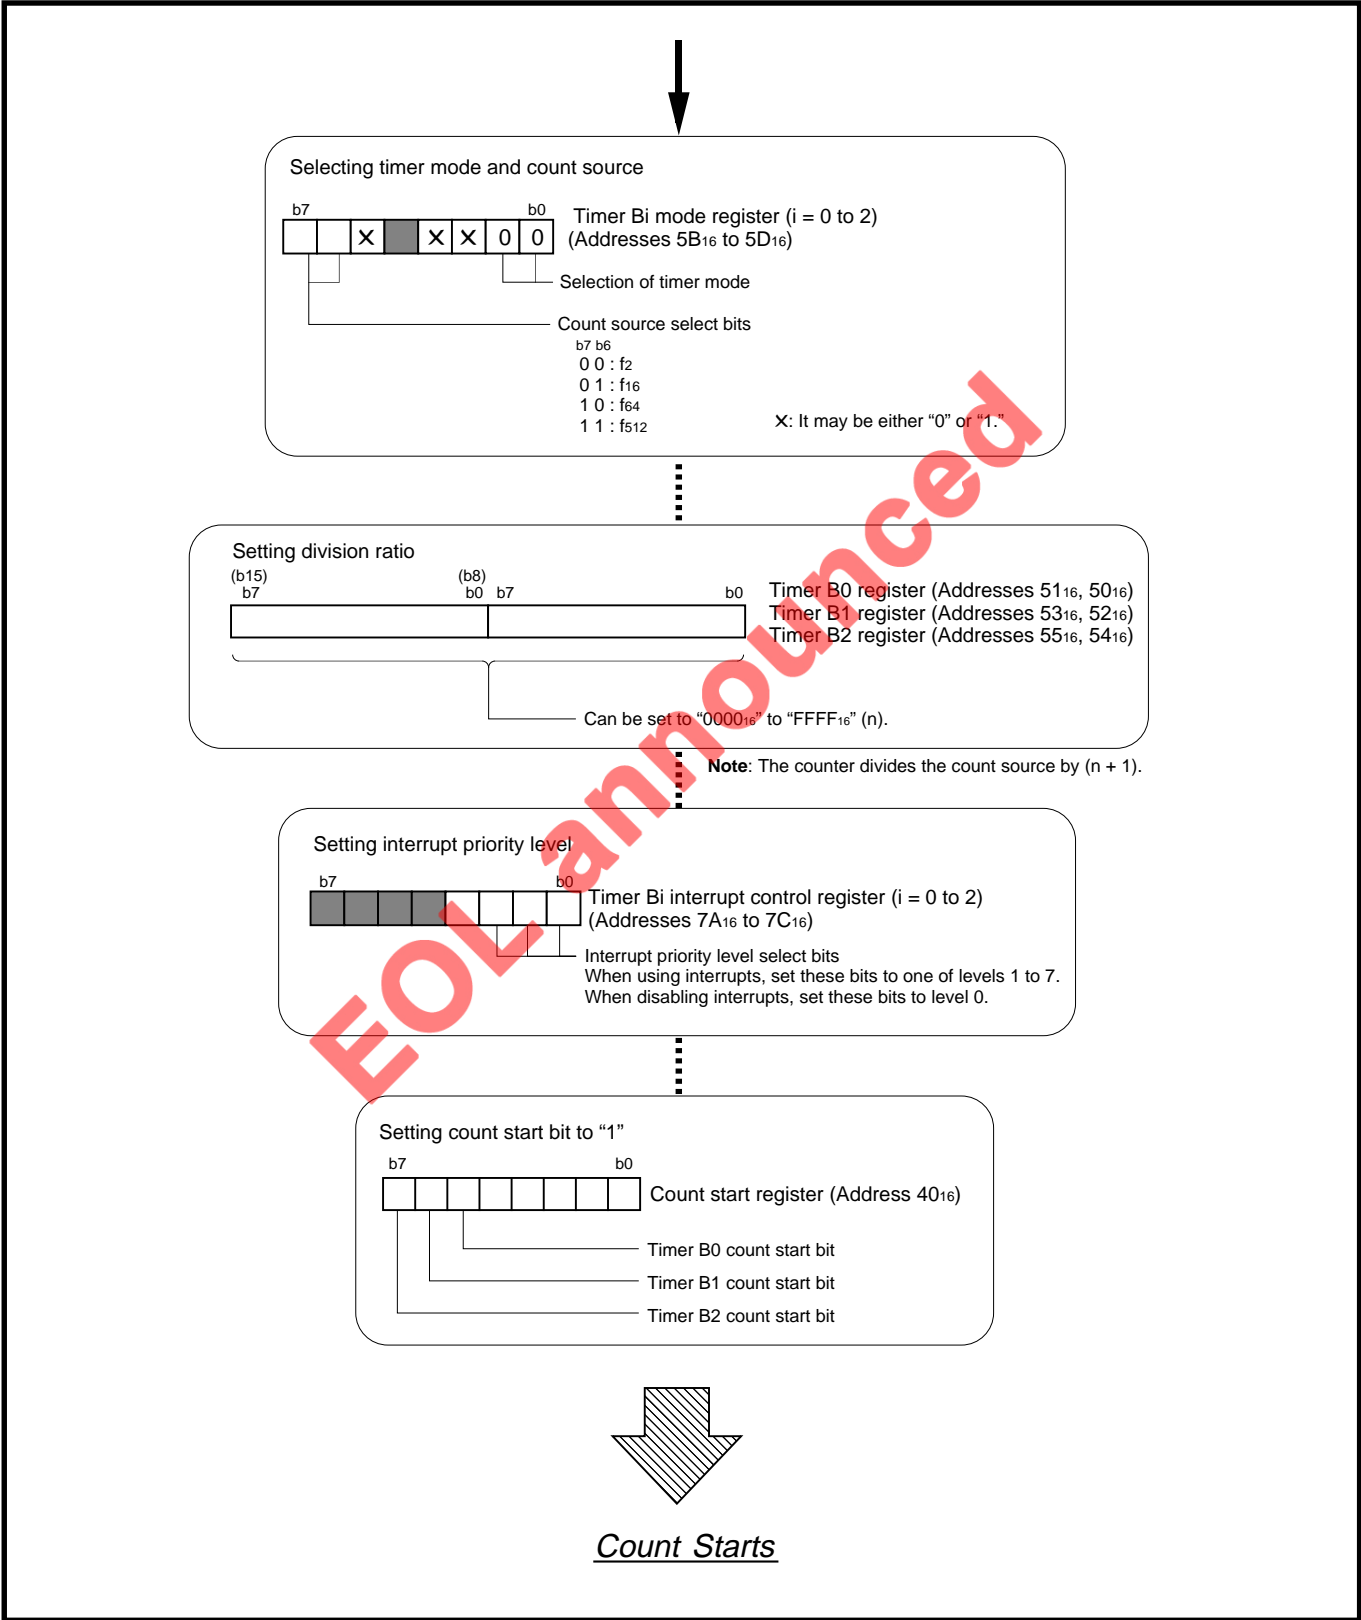 Selecting timer mode and count source
b7 b0
Timer Bi mode register (i = 0 to 2)
✕ ✕ ✕ 0 0
(Addresses 5B16 to 5D16)
Selection of timer mode
Count source select bits
b7 b6
0 0 : f2
0 1 : f16
1 0 : f64
1 1 : f512
✕: It may be either “0” or “1.”
Setting division ratio
(b15) (b8)
b7 b0 b7 b0
Timer B0 register (Addresses 5116, 5016)
Timer B1 register (Addresses 5316, 5216)
Timer B2 register (Addresses 5516, 5416)
Can be set to “000016” to “FFFF16” (n).
Note: The counter divides the count source by (n + 1).
Setting interrupt priority level
b7 b0
Timer Bi interrupt control register (i = 0 to 2)
(Addresses 7A16 to 7C16)
Interrupt priority level select bits
When using interrupts, set these bits to one of levels 1 to 7.
When disabling interrupts, set these bits to level 0.
Setting count start bit to “1”
b7 b0
Count start register (Address 4016)
Timer B0 count start bit
Timer B1 count start bit
Timer B2 count start bit
Count Starts
EOL announced